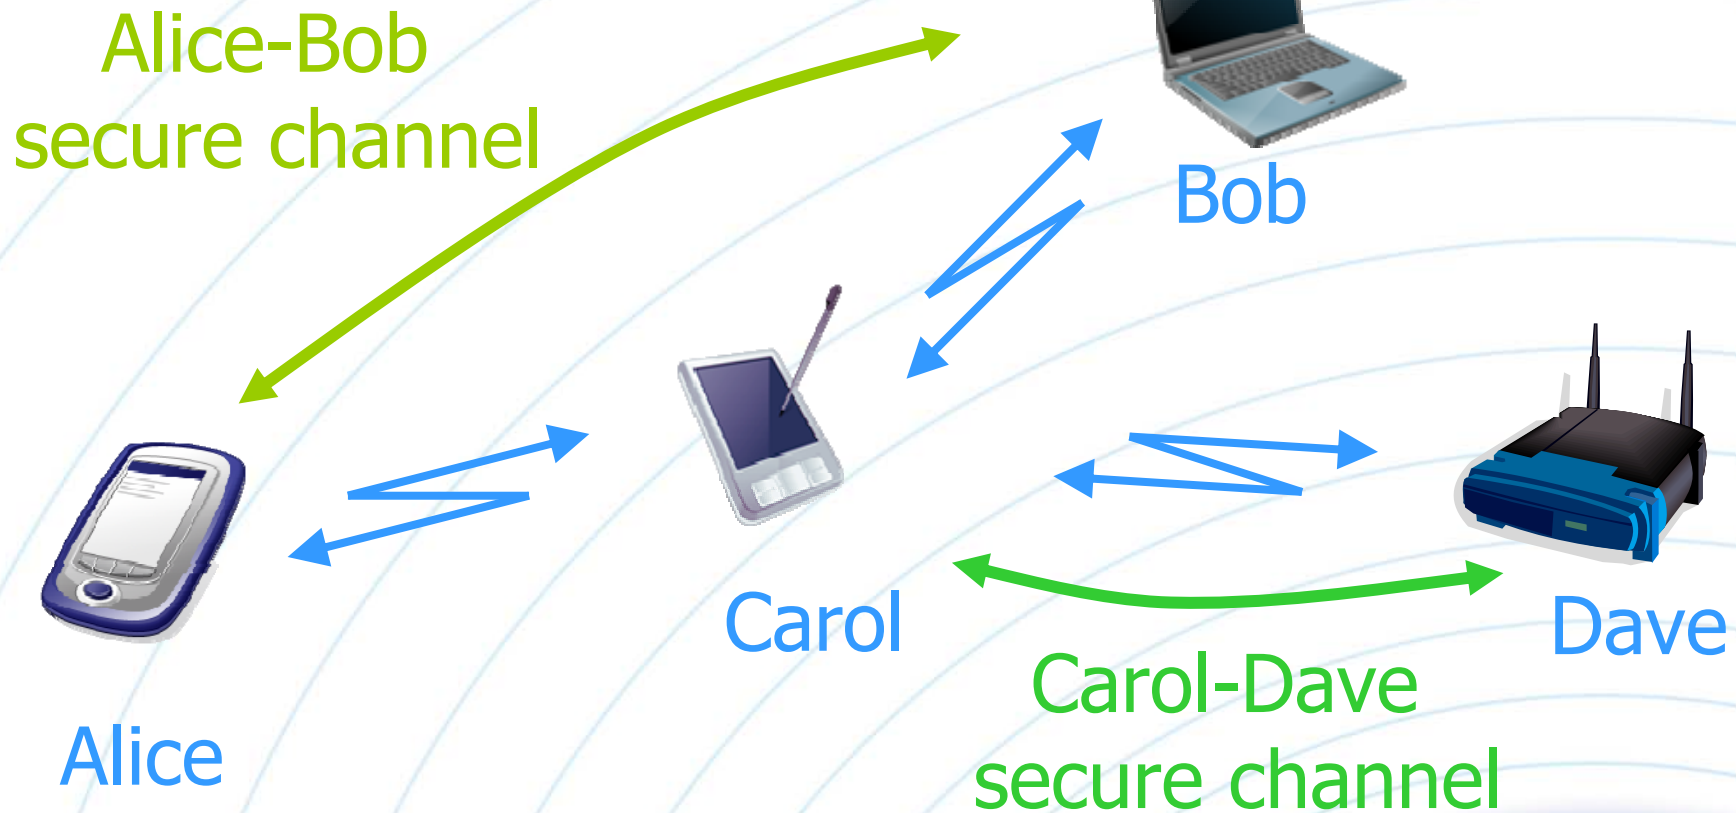 Alice-Bob
secure channel
Bob
Carol
Dave
Carol-Dave
secure channel
Alice